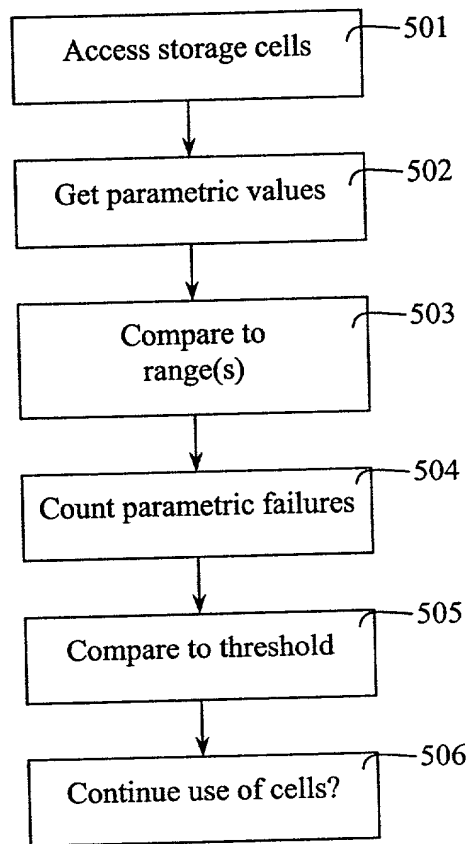 Access storage cells
501
Get parametric values
502
Compare to
range(s)
503
Count parametric failures
504
Compare to threshold
505
Continue use of cells?
506